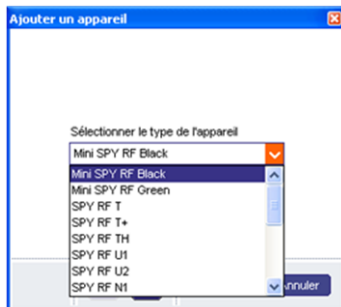 Ajouter un appareil
Sélectionner le type de l'appareil
Mini SPY RF Black
Mini SPY RF Black
Mini SPY RF Green
SPY RF T
SPY RF T+
SPY RF TH
SPY RF U1
SPY RF U2
SPY RF N1
nnuler